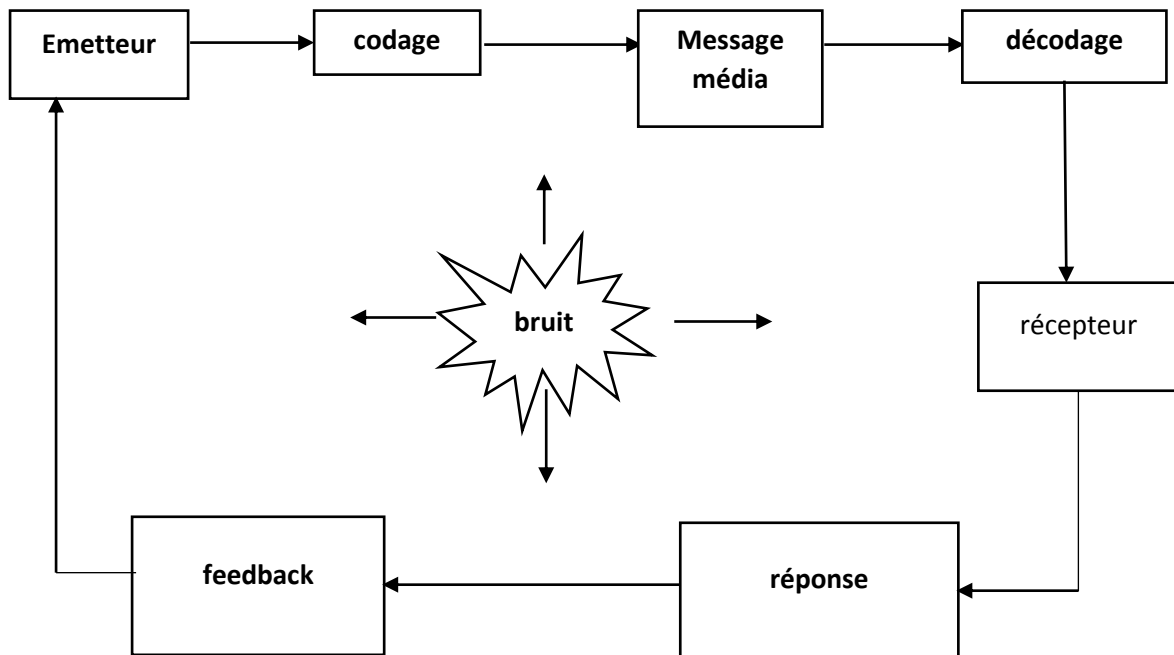 Emetteur
codage
Message
média
décodage
bruit
récepteur
feedback
réponse